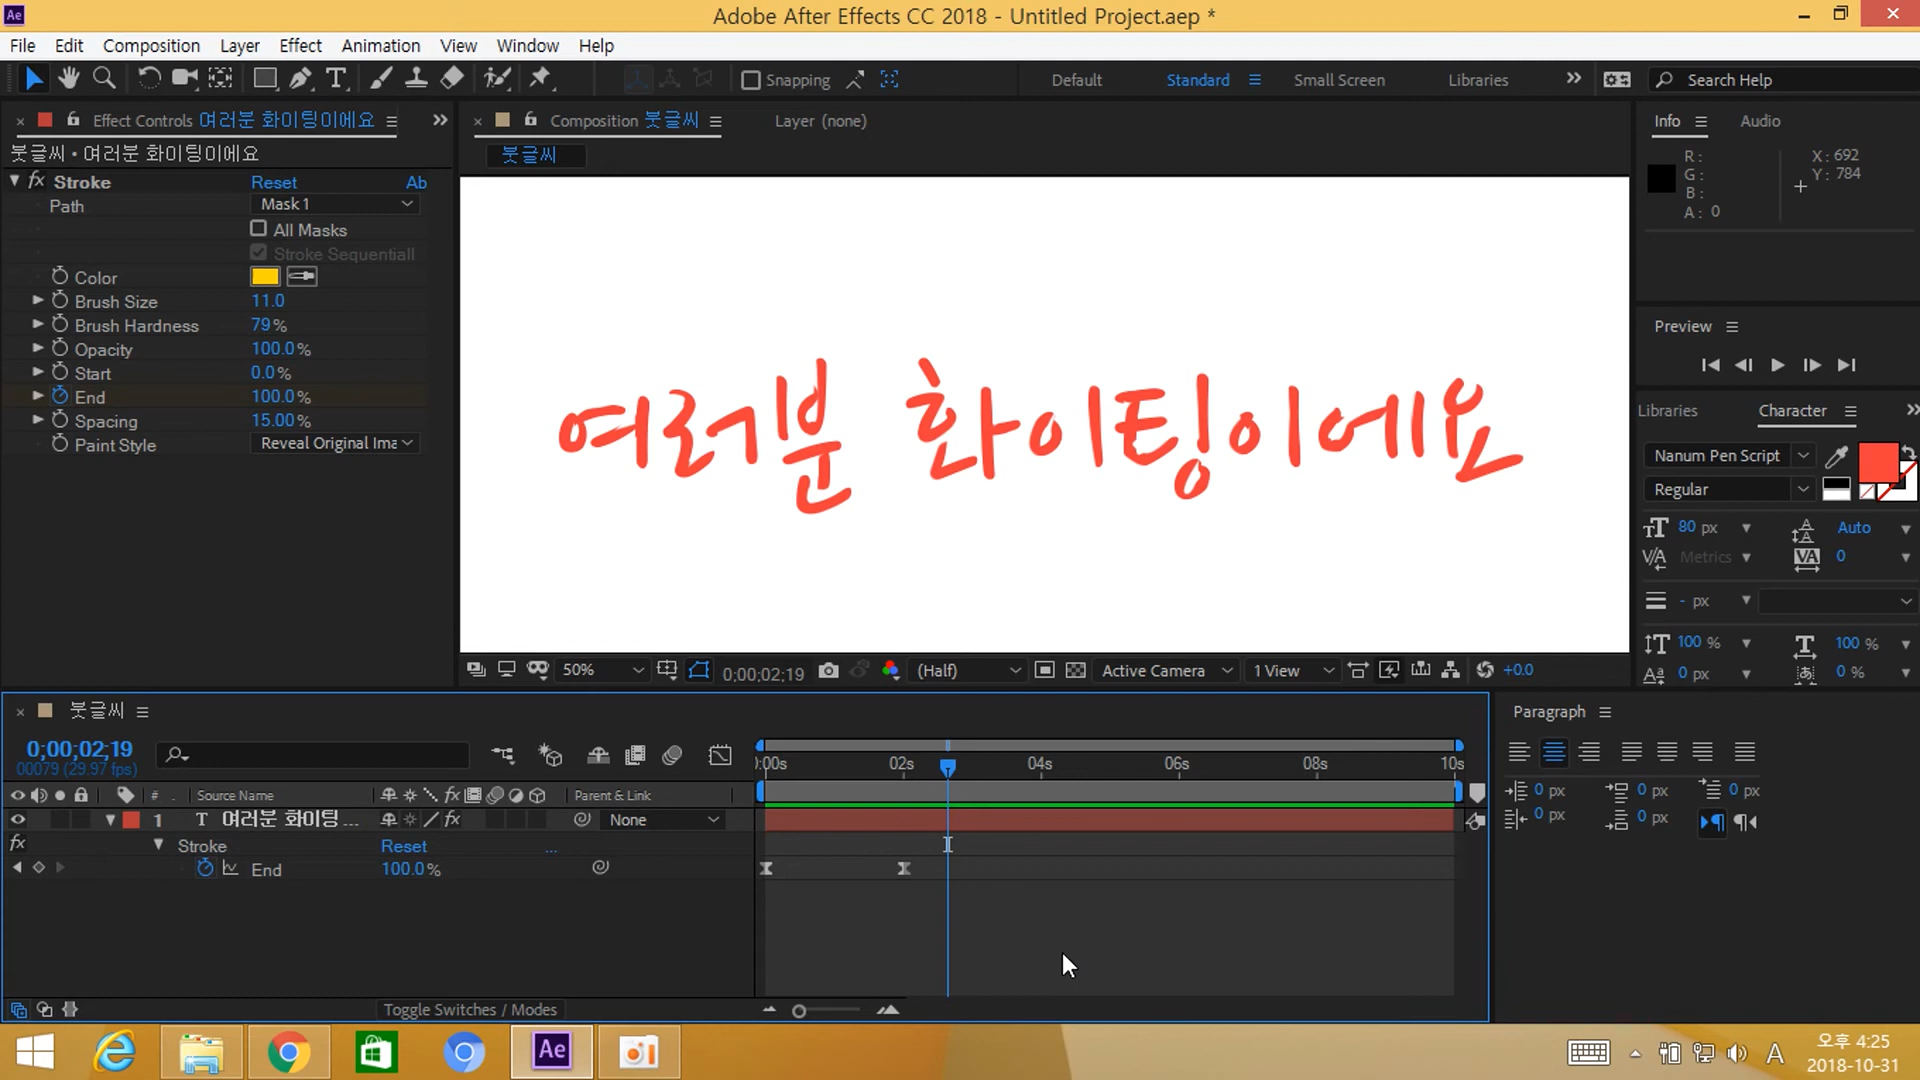 Adobe After Effects CC 2018 - Untitled Project.aep *
File Edit Composition Layer Effect Animation View Window Help
Snapping Default Standard Small Screen Libraries Search Help
Effect Controls 여러분 화이팅이에요
붓글씨 • 여러분 화이팅이에요
fx Stroke Reset Ab
Path Mask 1
All Masks
Stroke Sequentiall
Color
Brush Size 11.0
Brush Hardness 79 %
Opacity 100.0 %
Start 0.0 %
End 100.0 %
Spacing 15.00 %
Paint Style Reveal Original Ima
Composition 붓글씨 Layer (none)
붓글씨
여러분 화이팅이에요
50% 0;00;02;19 (Half) Active Camera 1 View +0.0
Info Audio
R: X: 692
G: Y: 784
B:
A: 0
Preview
Libraries Character
Nanum Pen Script
Regular
80 px Auto
Metrics 0
- px
100 % 100 %
0 px 0 %
붓글씨
0;00;02;19
00079 (29.97 fps)
:00s 02s 04s 06s 08s 10s
# . Source Name fx Parent & Link
1 T 여러분 화이팅 ... fx None
fx Stroke Reset ...
End 100.0 %
Toggle Switches / Modes
Paragraph
0 px 0 px 0 px
0 px 0 px
Ae A 오후 4:25
2018-10-31